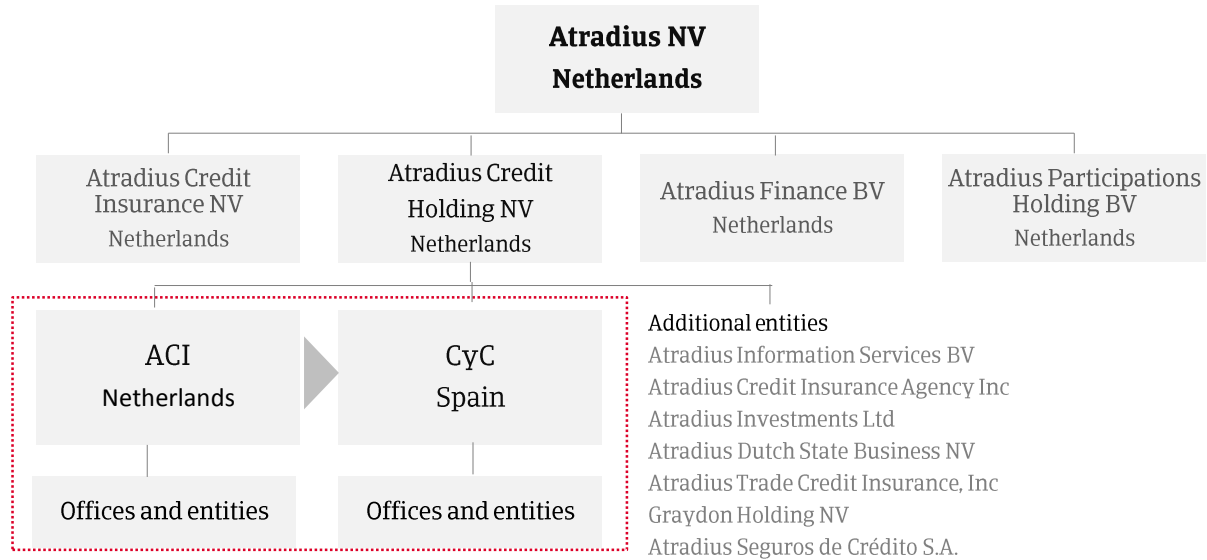 Atradius NV
Netherlands
Atradius Credit
Insurance NV
Netherlands
Atradius Credit
Holding NV
Netherlands
Atradius Finance BV
Netherlands
Atradius Participations
Holding BV
Netherlands
ACI
Netherlands
CyC
Spain
Offices and entities
Offices and entities
Additional entities
Atradius Information Services BV
Atradius Credit Insurance Agency Inc
Atradius Investments Ltd
Atradius Dutch State Business NV
Atradius Trade Credit Insurance, Inc
Graydon Holding NV
Atradius Seguros de Crédito S.A.